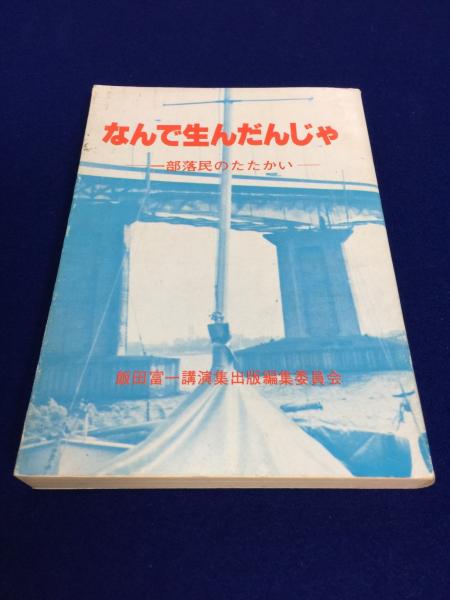 なんで生んだんじゃ
―部落民のたたかい―
飯田富一講演集出版編集委員会